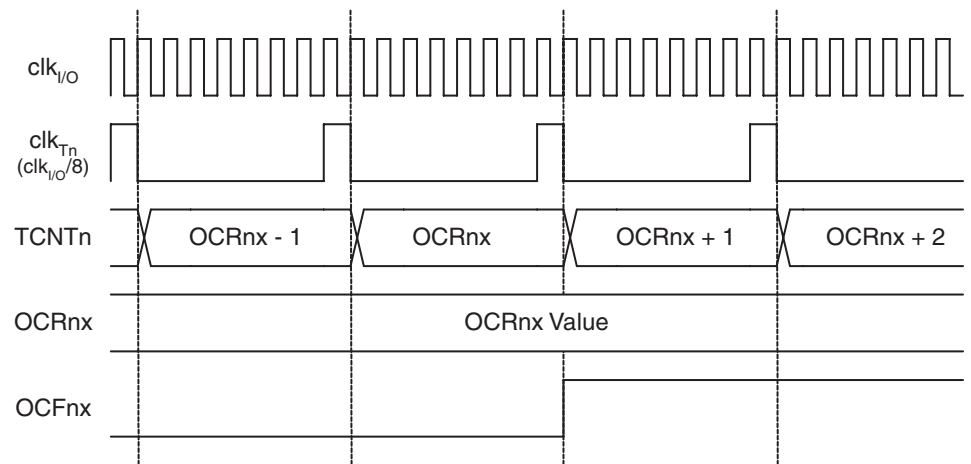 clkI/O
clkTn
(clkI/O/8)
TCNTn OCRnx - 1 OCRnx OCRnx + 1 OCRnx + 2
OCRnx OCRnx Value
OCFnx